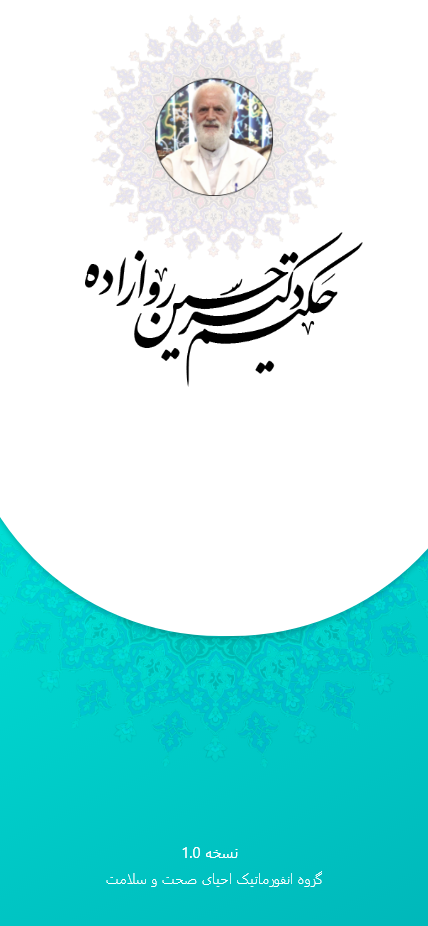 حکیم دکتر حسین روازاده
نسخه 1.0
گروه انفورماتیک احیای صحت و سلامت